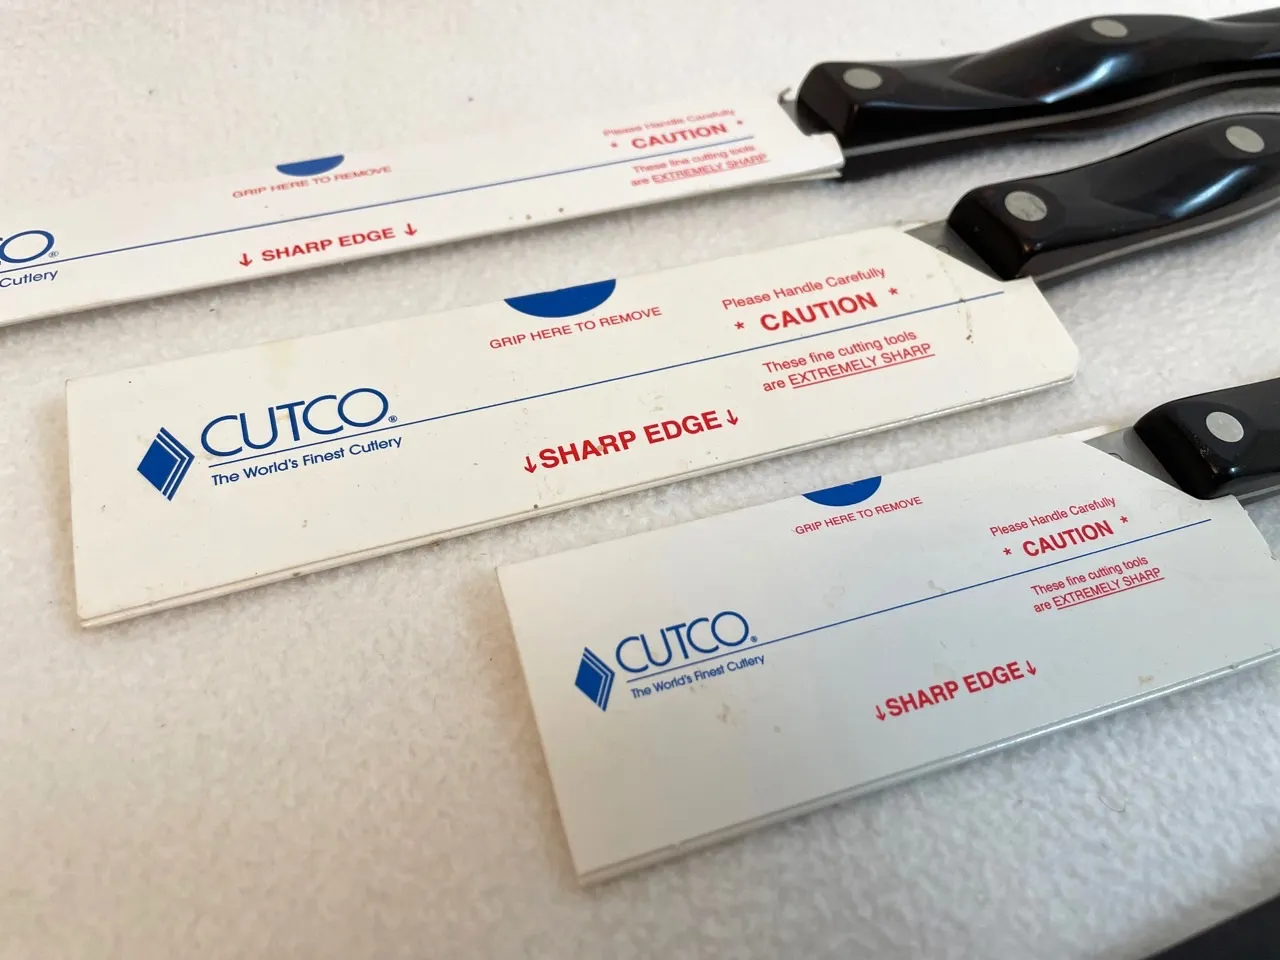 Please Handle Carefully
* CAUTION *
These fine cutting tools
are EXTREMELY SHARP
GRIP HERE TO REMOVE
↓ SHARP EDGE ↓
CO®
Cutlery
GRIP HERE TO REMOVE
Please Handle Carefully
* CAUTION *
These fine cutting tools
are EXTREMELY SHARP
CUTCO®
The World's Finest Cutlery
↓SHARP EDGE↓
GRIP HERE TO REMOVE
Please Handle Carefully
* CAUTION *
These fine cutting tools
are EXTREMELY SHARP
CUTCO®
The World's Finest Cutlery
↓SHARP EDGE↓